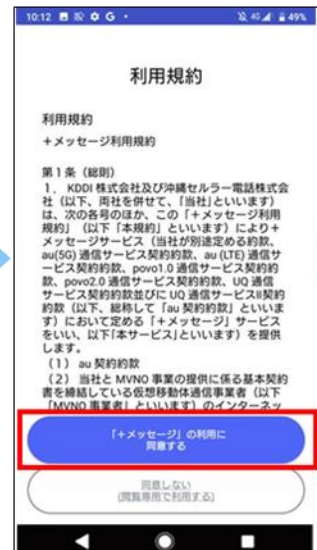 10:12 G 4G 49%
利用規約
利用規約
+メッセージ利用規約
第1条（総則）
1． KDDI 株式会社及び沖縄セルラー電話株式会
社（以下、両社を併せて、「当社」といいます）
は、次の各号のほか、この「+メッセージ利用
規約」（以下「本規約」といいます）により+
メッセージサービス（当社が別途定める約款、
au(5G) 通信サービス契約約款、au (LTE) 通信サ
ービス契約約款、povo1.0 通信サービス契約約
款、povo2.0 通信サービス契約約款、UQ 通信
サービス契約約款並びに UQ 通信サービスII契約
約款（以下、総称して「au 契約約款」といいま
す）において定める「+メッセージ」サービス
をいい、以下「本サービス」といいます）を提供
します。
（1） au 契約約款
（2） 当社と MVNO 事業の提供に係る基本契約
書を締結している仮想移動体通信事業者（以下
「MVNO 事業者」といいます）のインターネッ
「+メッセージ」の利用に
同意する
同意しない
(閲覧専用で利用する)